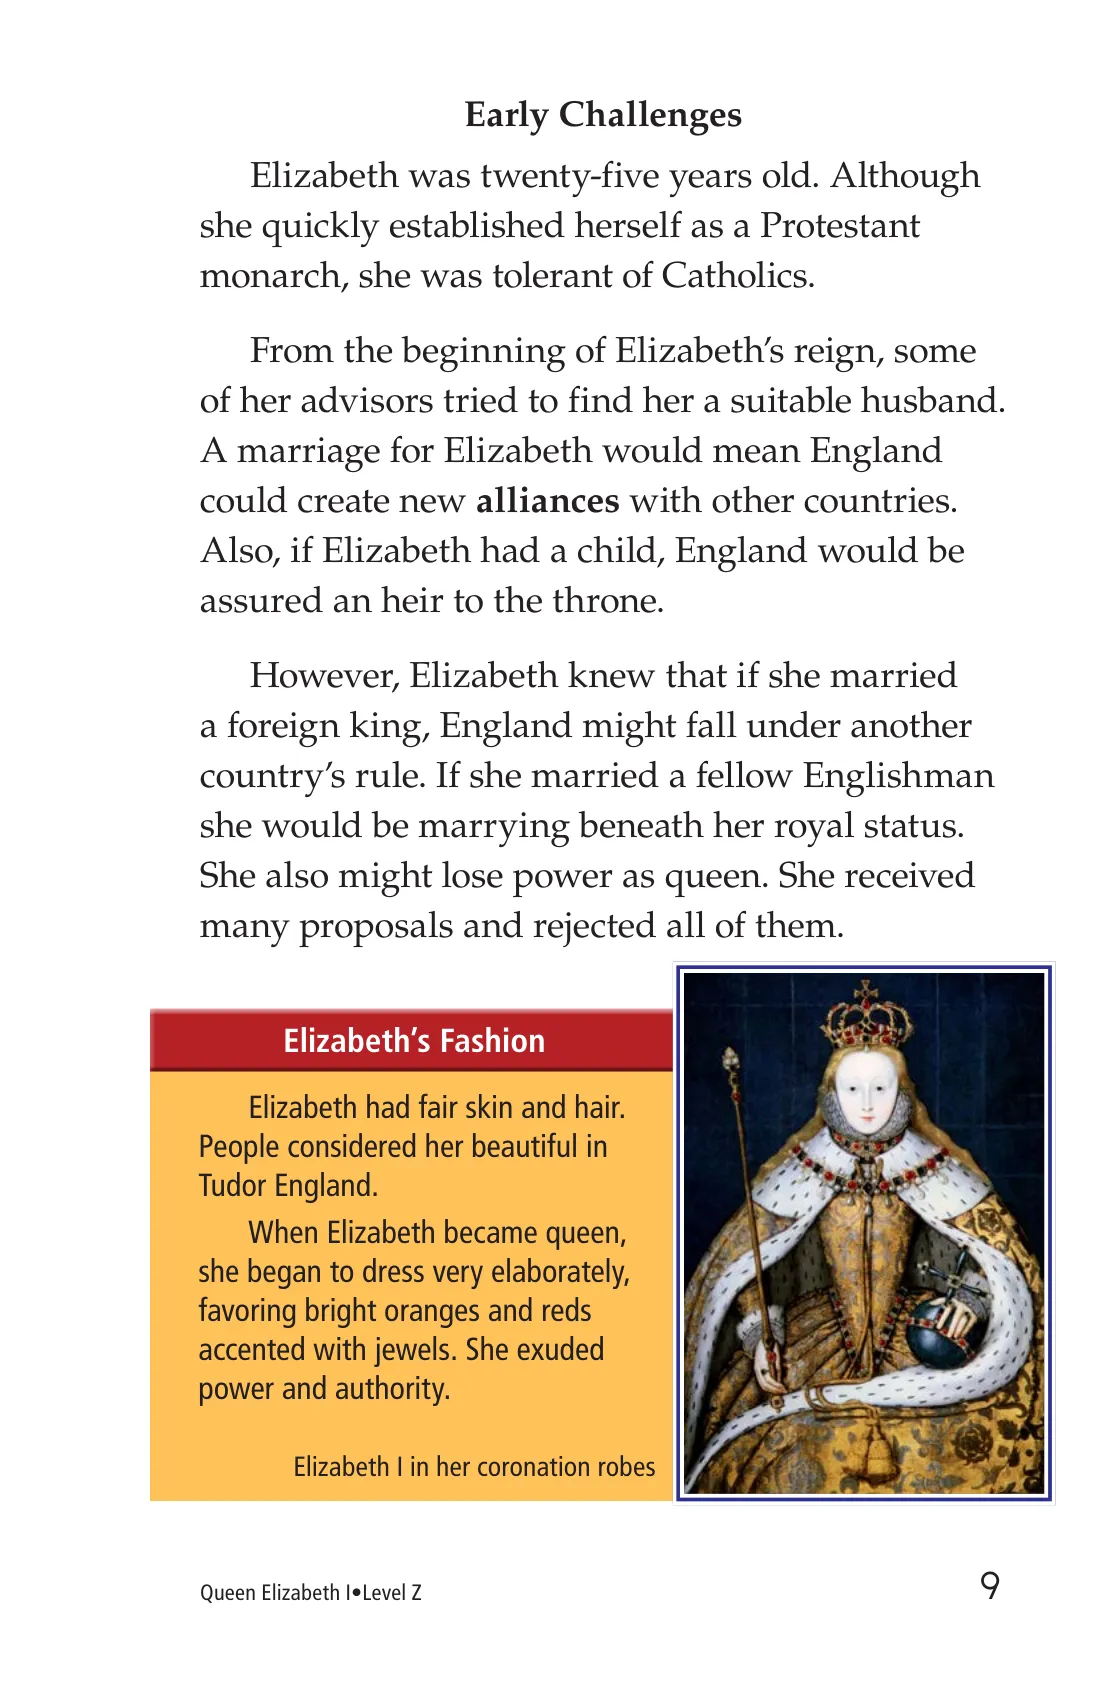 Early Challenges
Elizabeth was twenty-five years old. Although
she quickly established herself as a Protestant
monarch, she was tolerant of Catholics.
From the beginning of Elizabeth’s reign, some
of her advisors tried to find her a suitable husband.
A marriage for Elizabeth would mean England
could create new alliances with other countries.
Also, if Elizabeth had a child, England would be
assured an heir to the throne.
However, Elizabeth knew that if she married
a foreign king, England might fall under another
country’s rule. If she married a fellow Englishman
she would be marrying beneath her royal status.
She also might lose power as queen. She received
many proposals and rejected all of them.
Elizabeth’s Fashion
Elizabeth had fair skin and hair.
People considered her beautiful in
Tudor England.
When Elizabeth became queen,
she began to dress very elaborately,
favoring bright oranges and reds
accented with jewels. She exuded
power and authority.
Elizabeth I in her coronation robes
Queen Elizabeth I•Level Z
9